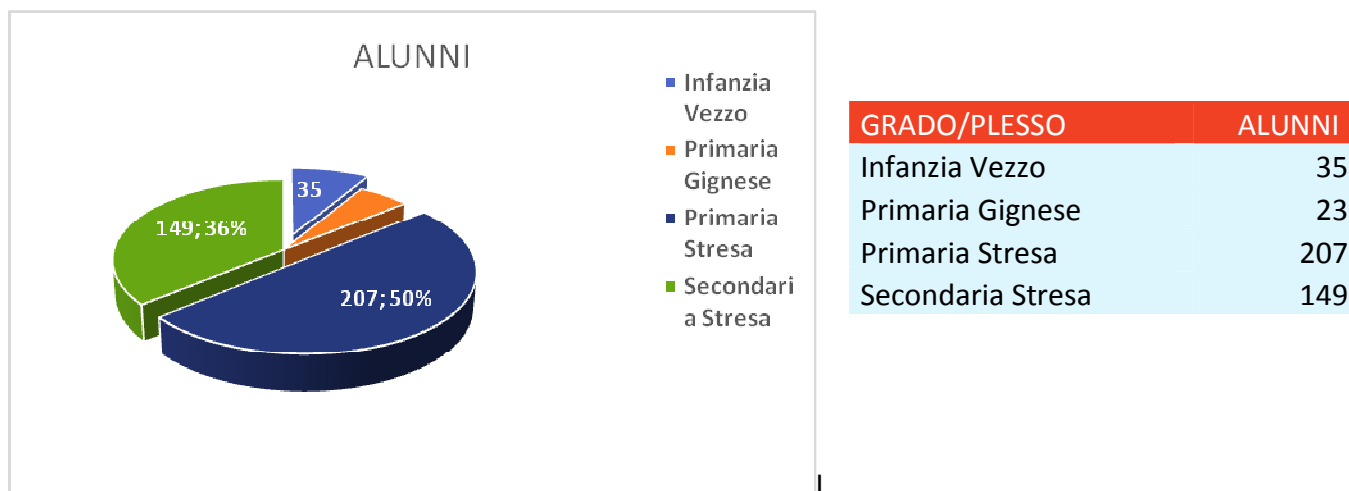 ALUNNI
35
149; 36%
207; 50%
Infanzia
Vezzo
Primaria
Gignese
Primaria
Stresa
Secondari
a Stresa
GRADO/PLESSO ALUNNI
Infanzia Vezzo 35
Primaria Gignese 23
Primaria Stresa 207
Secondaria Stresa 149